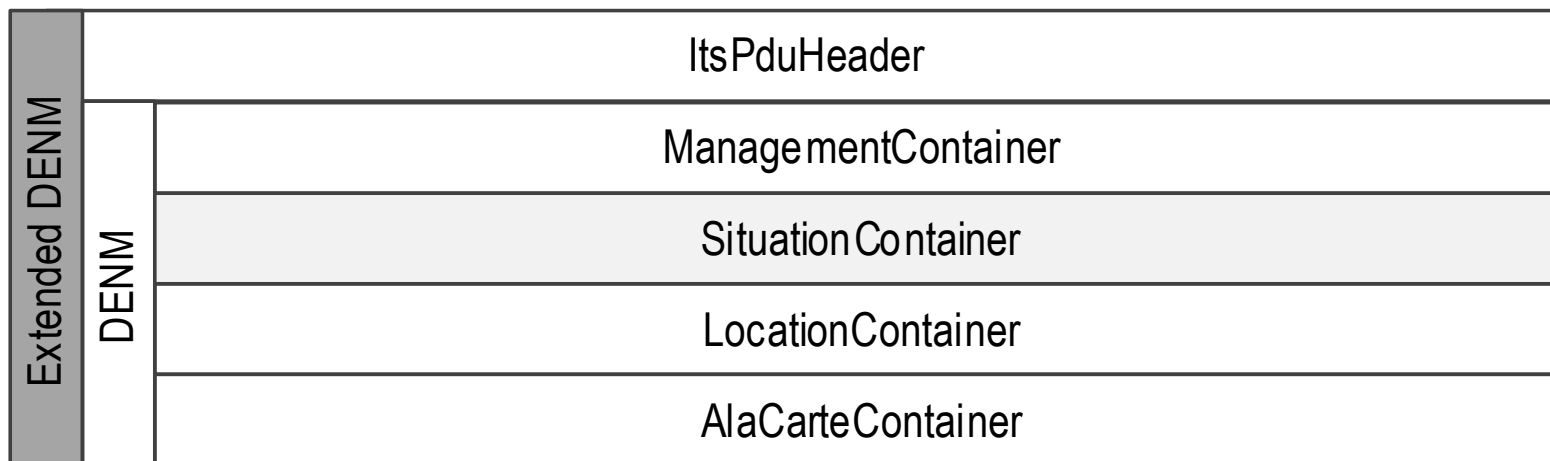 Extended DENM
ItsPduHeader
DENM
ManagementContainer
SituationContainer
LocationContainer
AlaCarteContainer